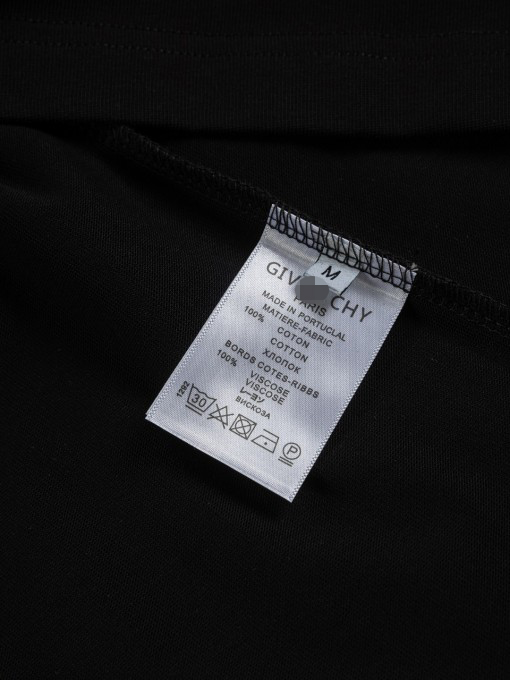 M
GIV CHY
PARIS
MADE IN PORTUCLAL
MATIERE-FABRIC
100% COTON
COTTON
ХЛОПОК
BORDS COTES-RIBBS
100% VISCOSE
VISCOSE
レーヨン
ВИСКОЗА
30
P